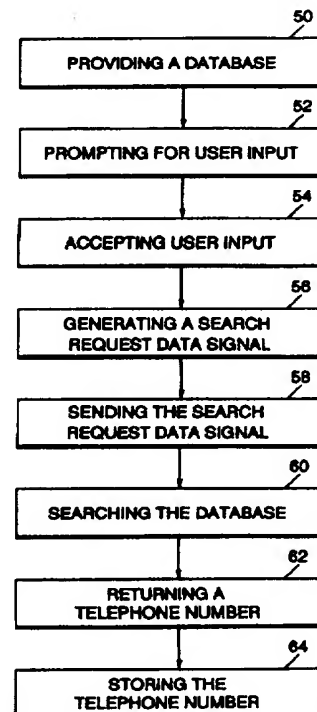 50
PROVIDING A DATABASE
52
PROMPTING FOR USER INPUT
54
ACCEPTING USER INPUT
56
GENERATING A SEARCH
REQUEST DATA SIGNAL
58
SENDING THE SEARCH
REQUEST DATA SIGNAL
60
SEARCHING THE DATABASE
62
RETURNING A
TELEPHONE NUMBER
64
STORING THE
TELEPHONE NUMBER